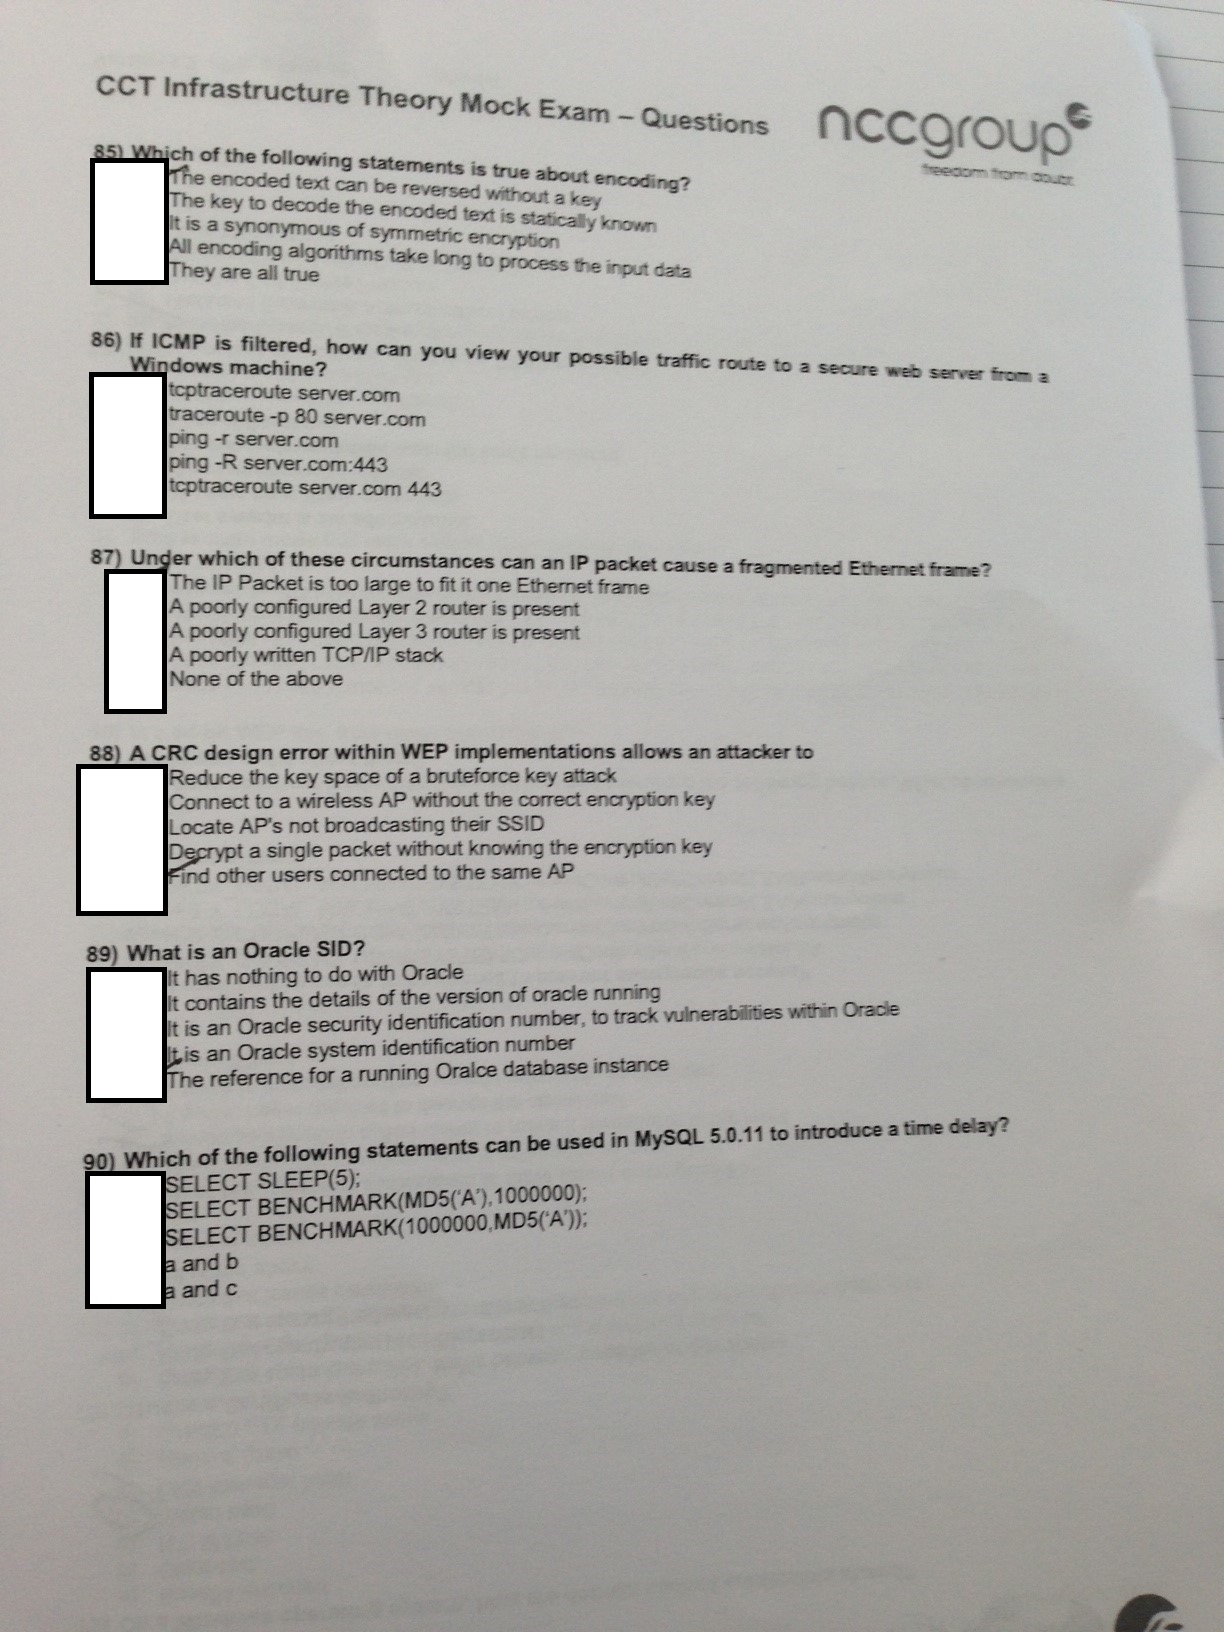 CCT Infrastructure Theory Mock Exam – Questions
nccgroup
freedom from doubt
85) Which of the following statements is true about encoding?
The encoded text can be reversed without a key
The key to decode the encoded text is statically known
It is a synonymous of symmetric encryption
All encoding algorithms take long to process the input data
They are all true
86) If ICMP is filtered, how can you view your possible traffic route to a secure web server from a
Windows machine?
tcptraceroute server.com
traceroute -p 80 server.com
ping -r server.com
ping -R server.com:443
tcptraceroute server.com 443
87) Under which of these circumstances can an IP packet cause a fragmented Ethernet frame?
The IP Packet is too large to fit it one Ethernet frame
A poorly configured Layer 2 router is present
A poorly configured Layer 3 router is present
A poorly written TCP/IP stack
None of the above
88) A CRC design error within WEP implementations allows an attacker to
Reduce the key space of a bruteforce key attack
Connect to a wireless AP without the correct encryption key
Locate AP's not broadcasting their SSID
Decrypt a single packet without knowing the encryption key
Find other users connected to the same AP
89) What is an Oracle SID?
It has nothing to do with Oracle
It contains the details of the version of oracle running
It is an Oracle security identification number, to track vulnerabilities within Oracle
It is an Oracle system identification number
The reference for a running Oralce database instance
90) Which of the following statements can be used in MySQL 5.0.11 to introduce a time delay?
SELECT SLEEP(5);
SELECT BENCHMARK(MD5('A'),1000000);
SELECT BENCHMARK(1000000,MD5('A'));
a and b
a and c